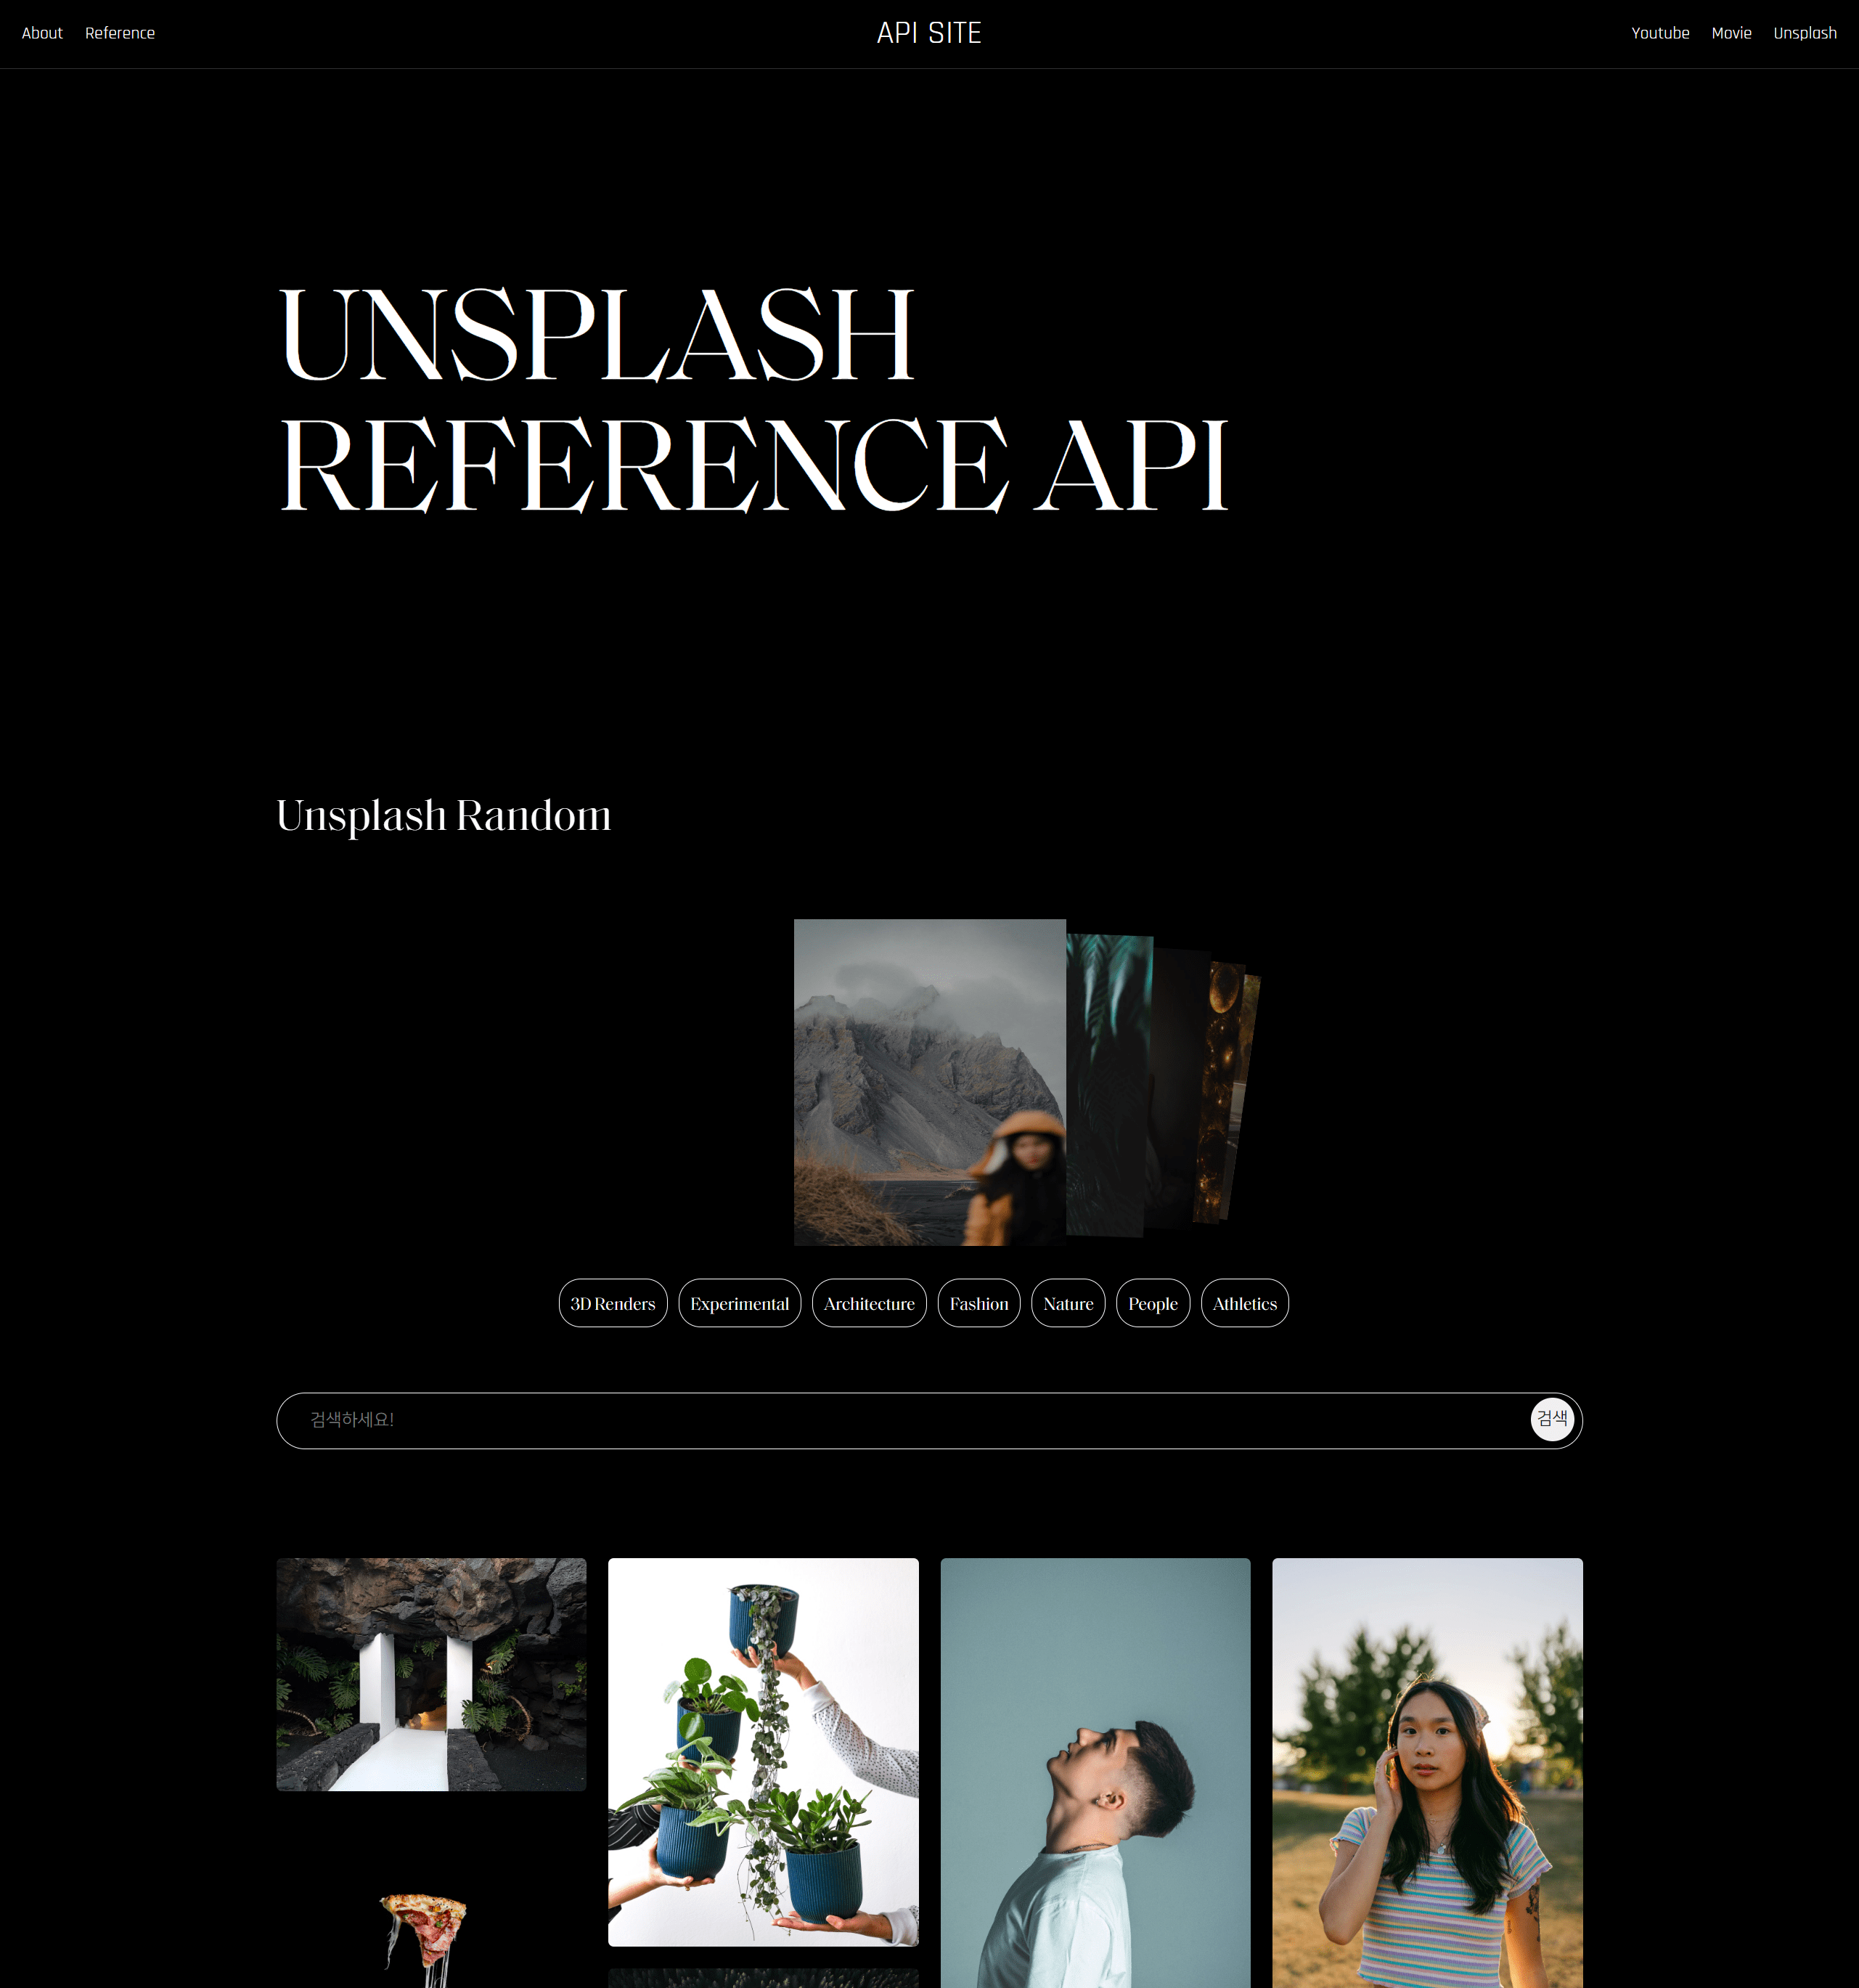 About Reference API SITE Youtube Movie Unsplash
UNSPLASH
REFERENCE API
Unsplash Random
3D Renders Experimental Architecture Fashion Nature People Athletics
검색하세요! 검색